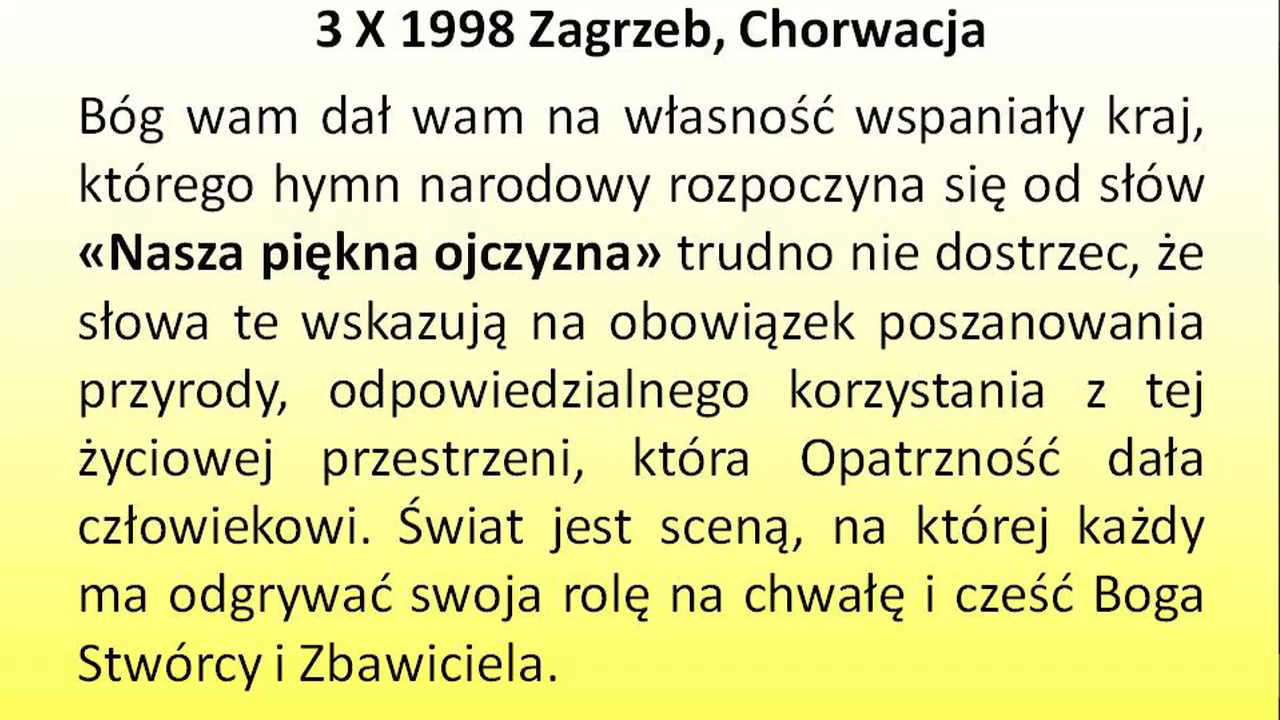 3 X 1998 Zagrzeb, Chorwacja
Bóg wam dał wam na własność wspaniały kraj,
którego hymn narodowy rozpoczyna się od słów
«Nasza piękna ojczyzna» trudno nie dostrzec, że
słowa te wskazują na obowiązek poszanowania
przyrody, odpowiedzialnego korzystania z tej
życiowej przestrzeni, która Opatrzność dała
człowiekowi. Świat jest sceną, na której każdy
ma odgrywać swoja rolę na chwałę i cześć Boga
Stwórcy i Zbawiciela.